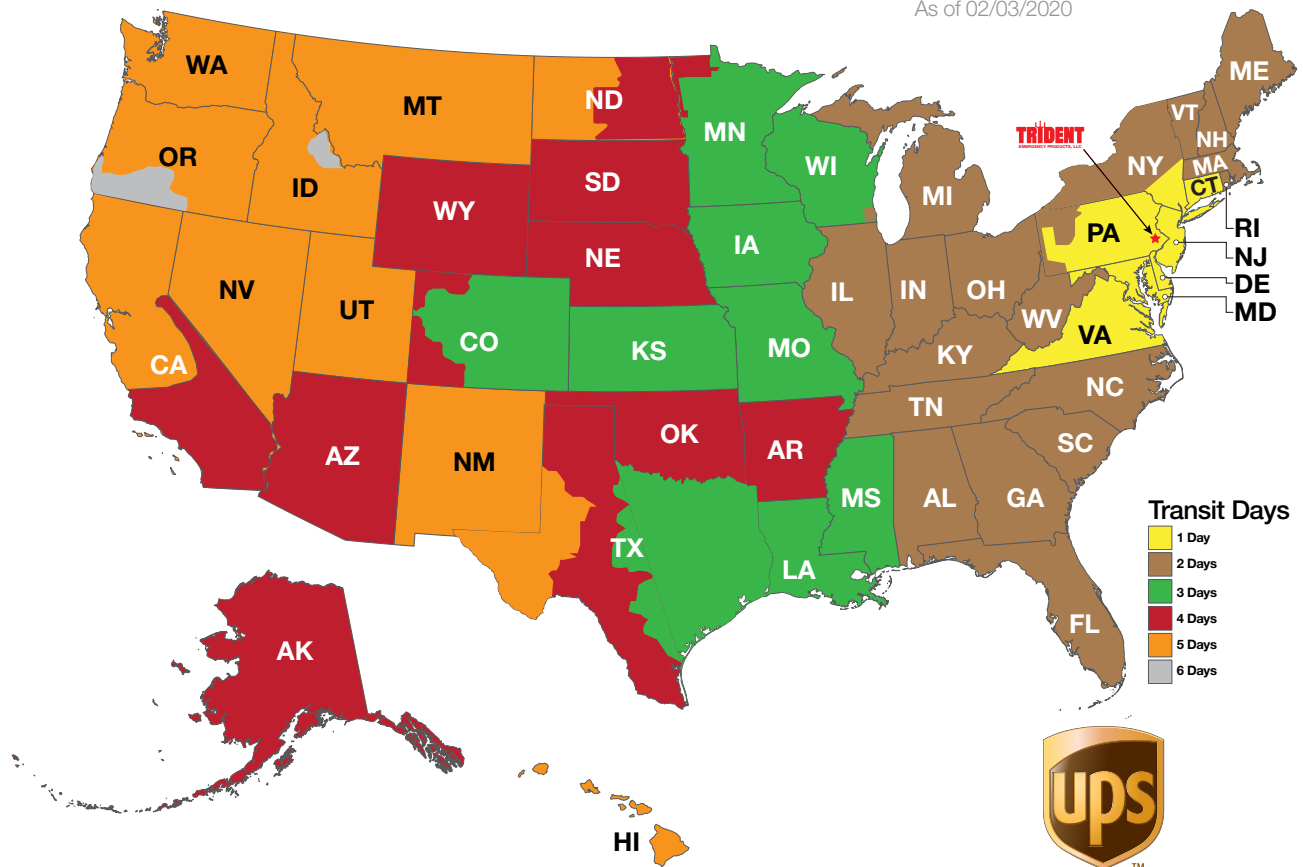 As of 02/03/2020
WA
MT
ND
MN
ME
VT
NH
TRIDENT
EMERGENCY PRODUCTS, LLC
OR
ID
SD
WI
NY
MA
CT
WY
MI
PA
RI
IA
NE
NJ
NV
UT
IL
IN
OH
DE
MD
CO
KS
MO
WV
VA
CA
KY
NC
TN
AZ
NM
OK
AR
SC
MS
AL
GA
Transit Days
1 Day
2 Days
3 Days
4 Days
5 Days
6 Days
TX
LA
FL
AK
HI
ups
TM